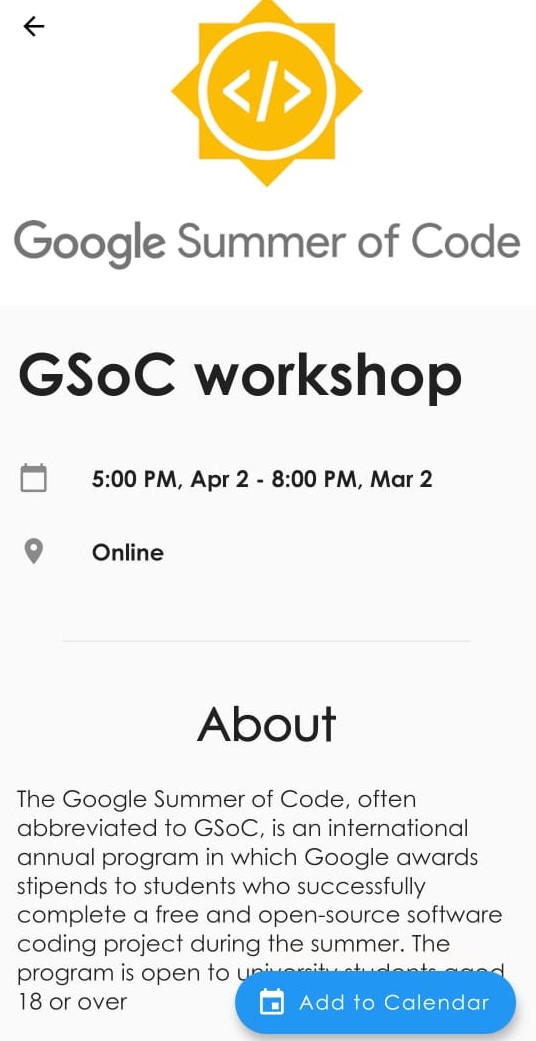 </>
Google Summer of Code
GSoC workshop
5:00 PM, Apr 2 - 8:00 PM, Mar 2
Online
About
The Google Summer of Code, often
abbreviated to GSoC, is an international
annual program in which Google awards
stipends to students who successfully
complete a free and open-source software
coding project during the summer. The
program is open to university students aged
18 or over
Add to Calendar